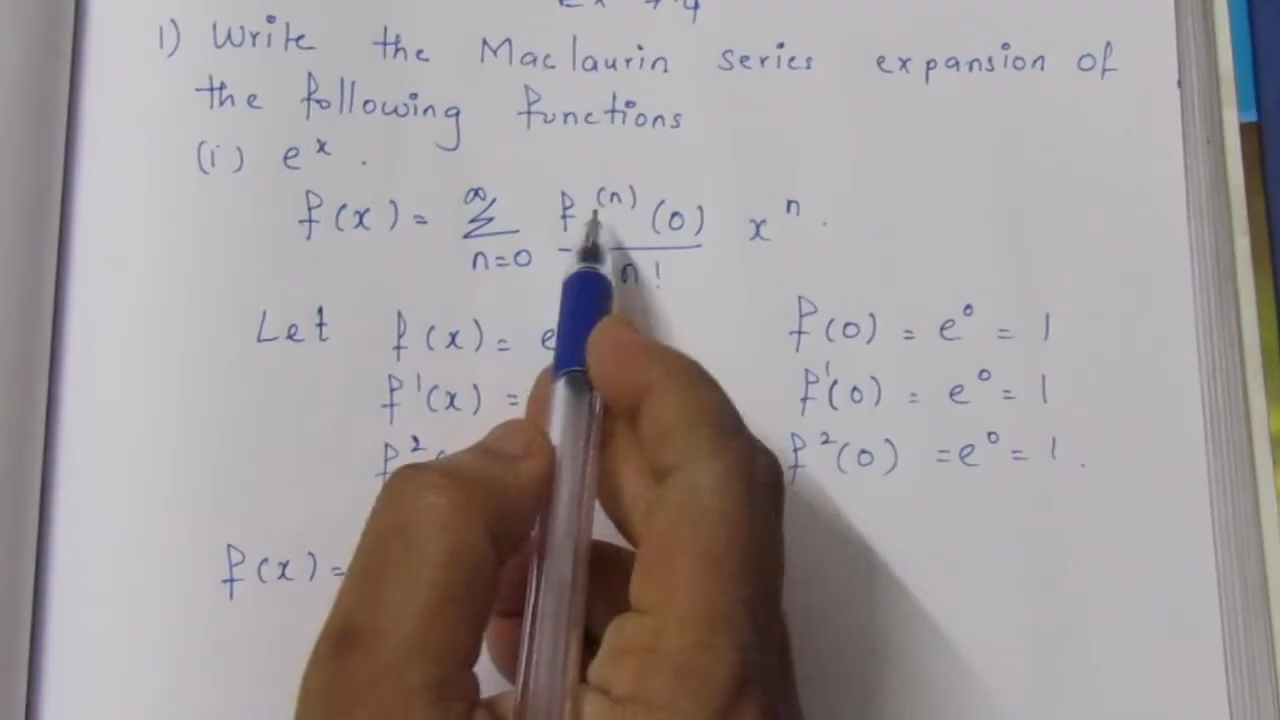 1) Write the Maclaurin series expansion of
the following functions
(i) e^x .
f(x) = ∞ Σ n=0 f^(n) (0) / n! x^n .
Let f(x) = e f(0) = e^0 = 1
f'(x) = f'(0) = e^0 = 1
f^2( f^2(0) = e^0 = 1 .
f(x) =